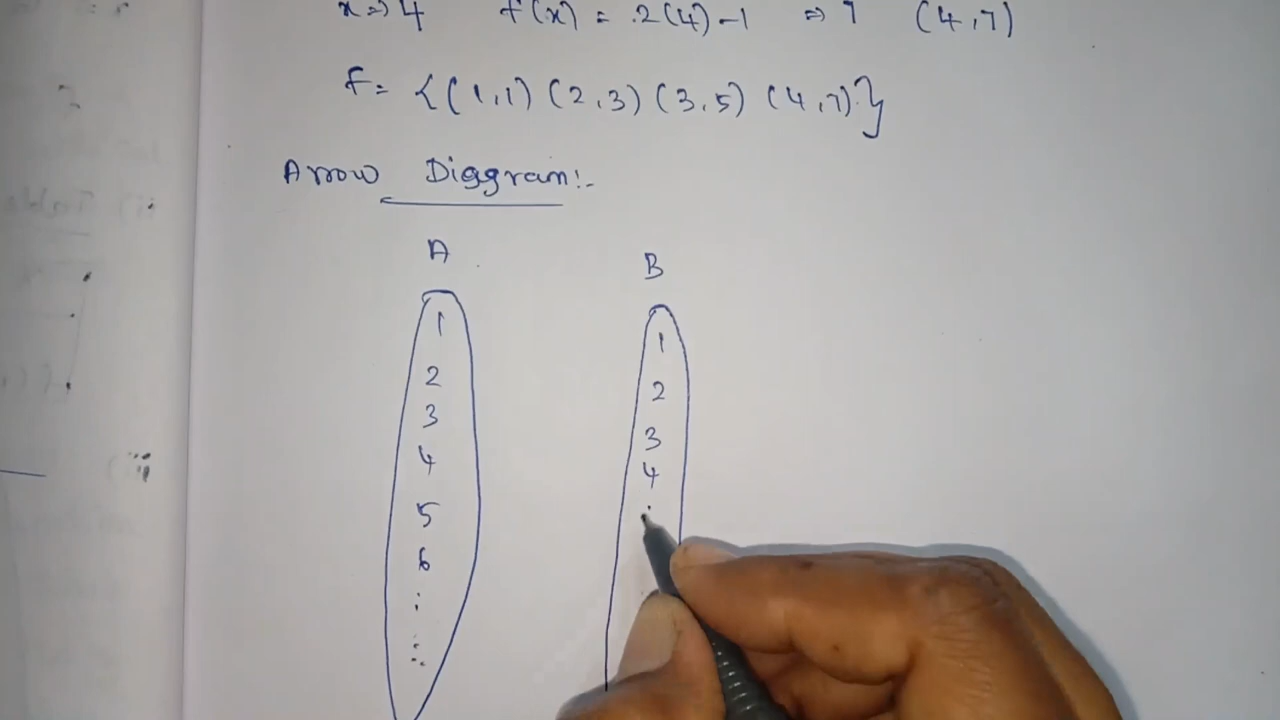 x => 4 f(x) = 2(4)-1 => 7 (4,7)
f = {(1,1) (2,3) (3,5) (4,7)}
Arrow Diggram:-
A B
1 1
2 2
3 3
4 4
5
6